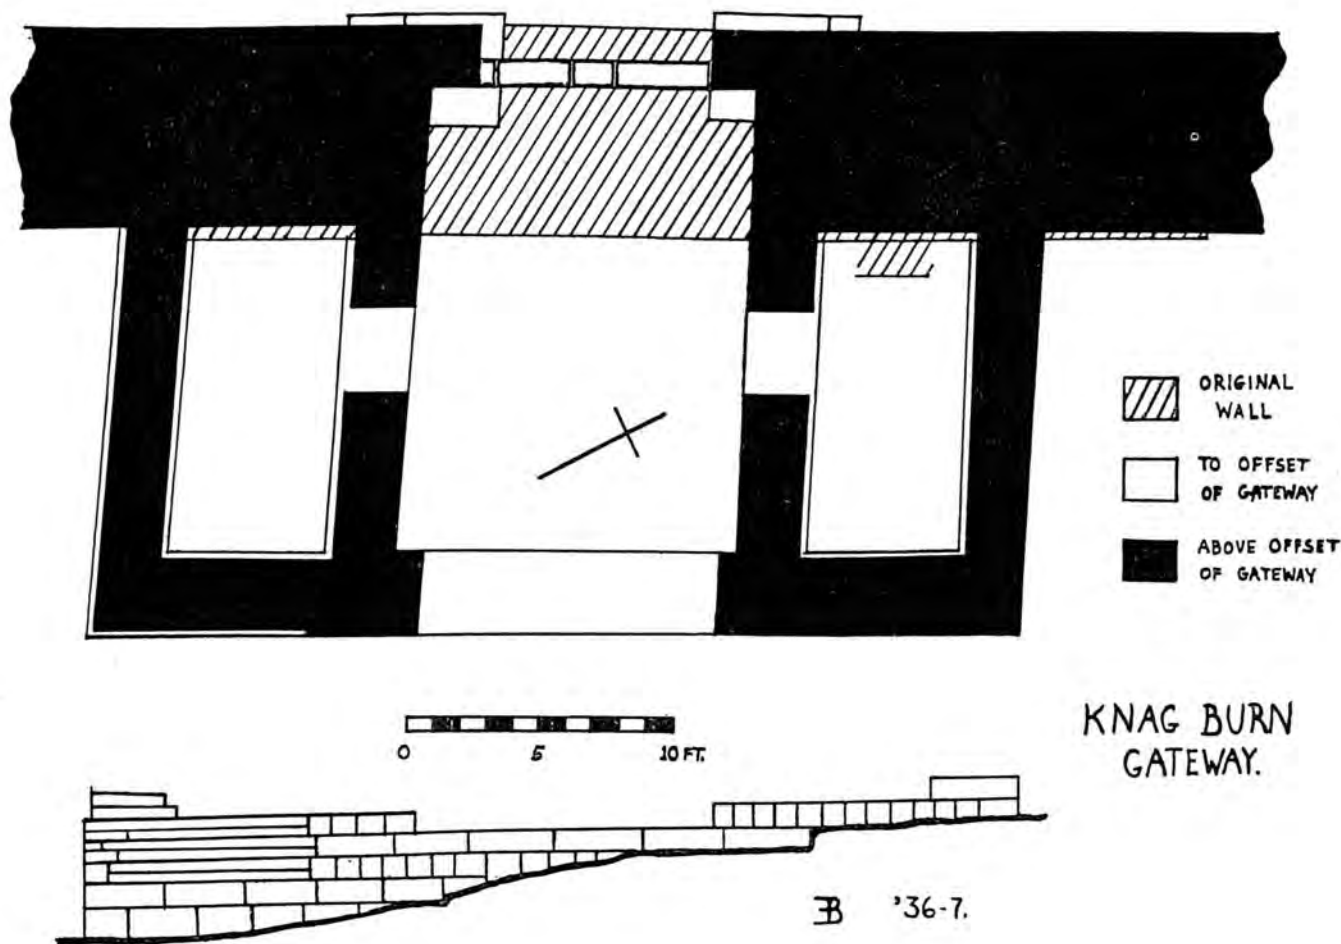 ORIGINAL
WALL
TO OFFSET
OF GATEWAY
ABOVE OFFSET
OF GATEWAY
0 5 10 FT.
KNAG BURN
GATEWAY.
'36-7.